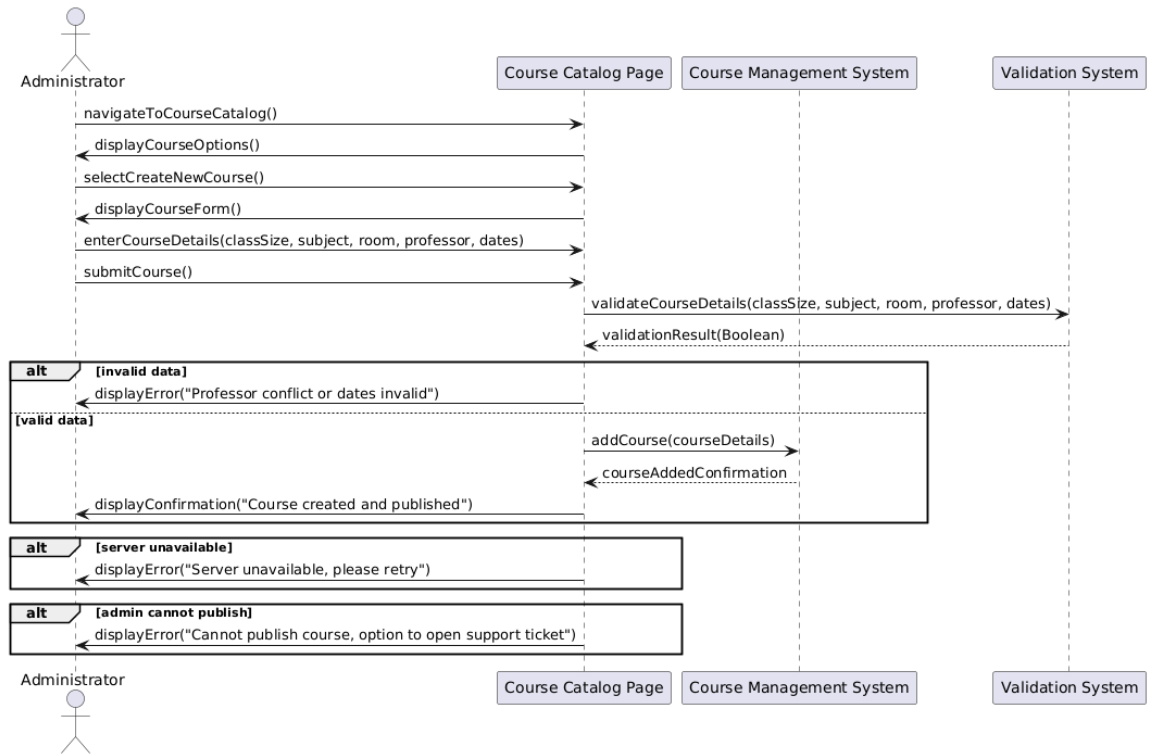 Administrator
Course Catalog Page
Course Management System
Validation System
navigateToCourseCatalog()
displayCourseOptions()
selectCreateNewCourse()
displayCourseForm()
enterCourseDetails(classSize, subject, room, professor, dates)
submitCourse()
validateCourseDetails(classSize, subject, room, professor, dates)
validationResult(Boolean)
alt [invalid data]
displayError("Professor conflict or dates invalid")
[valid data]
addCourse(courseDetails)
courseAddedConfirmation
displayConfirmation("Course created and published")
alt [server unavailable]
displayError("Server unavailable, please retry")
alt [admin cannot publish]
displayError("Cannot publish course, option to open support ticket")
Administrator
Course Catalog Page
Course Management System
Validation System